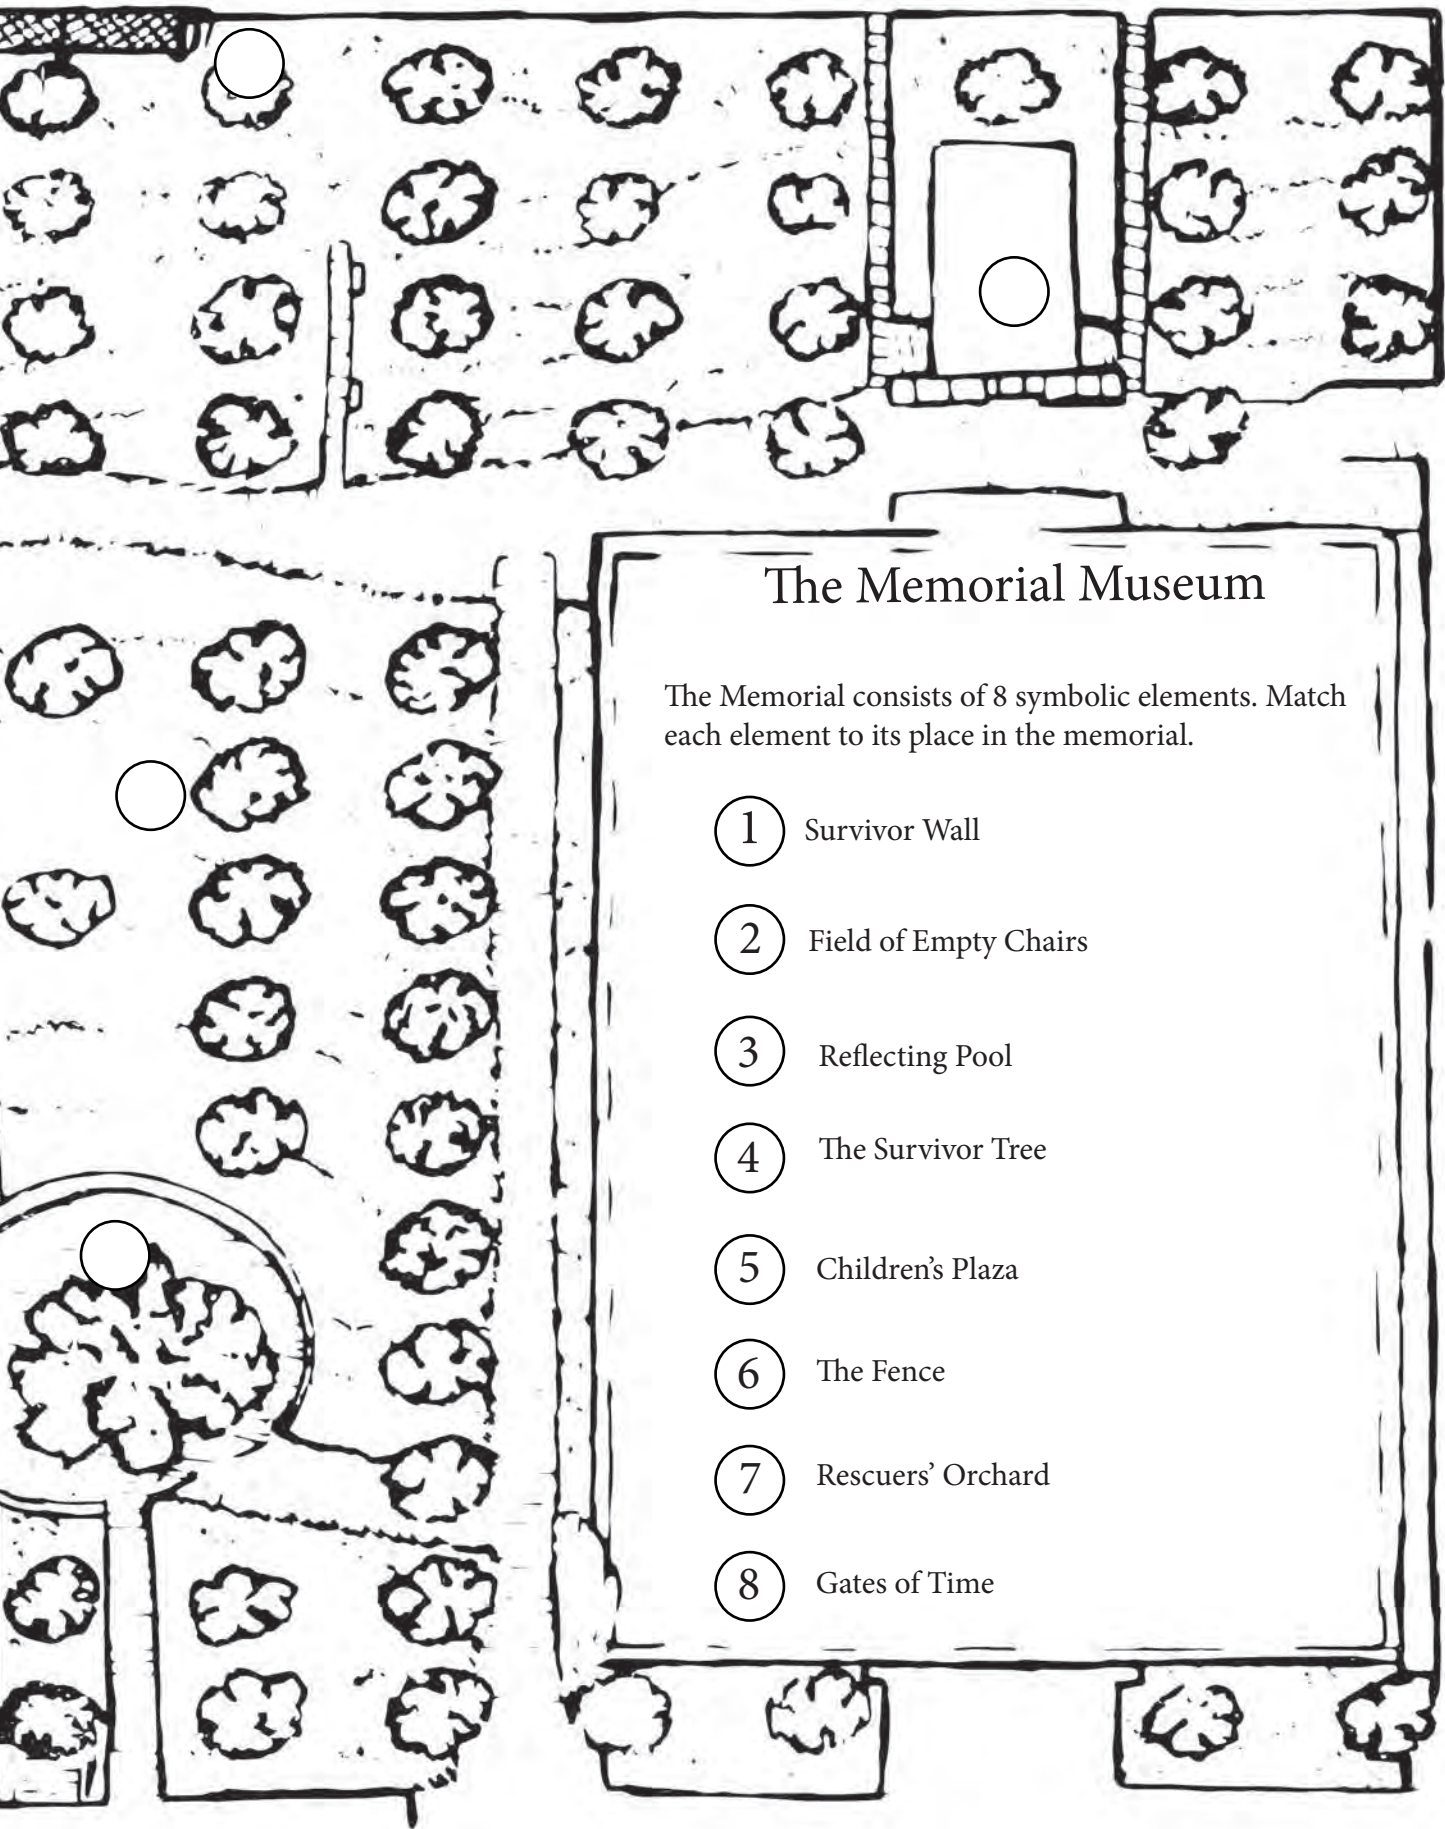 The Memorial Museum
The Memorial consists of 8 symbolic elements. Match
each element to its place in the memorial.
1 Survivor Wall
2 Field of Empty Chairs
3 Reflecting Pool
4 The Survivor Tree
5 Children's Plaza
6 The Fence
7 Rescuers' Orchard
8 Gates of Time